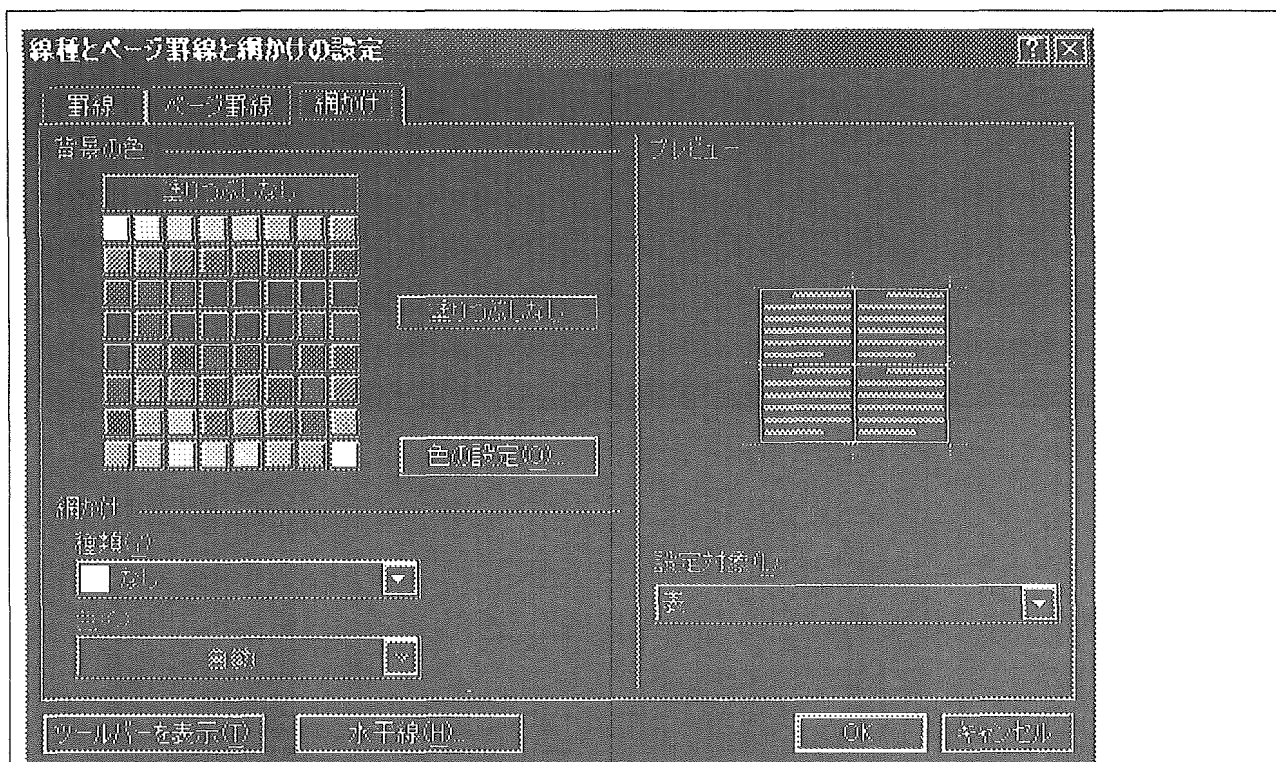 線種とページ罫線と網かけの設定
罫線 ページ罫線 網かけ
背景の色
塗りつぶしなし
塗りつぶしなし
色の設定(O)...
網かけ
種類(Y)
なし
自動
プレビュー
設定対象(L)
表
ツールバーを表示(T)
水平線(H)...
OK
キャンセル